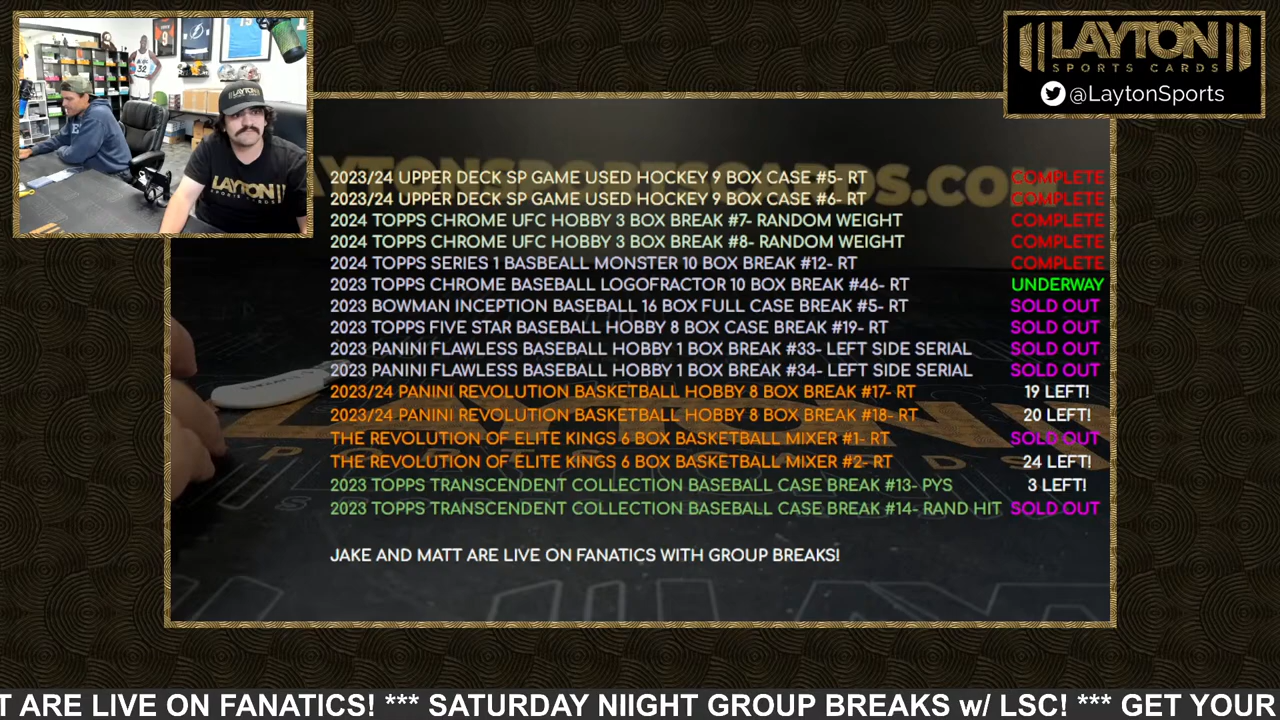 LAYTON
SPORTS CARDS
@LaytonSports
LAYTONSPORTSCARDS.CO
2023/24 UPPER DECK SP GAME USED HOCKEY 9 BOX CASE #5- RT COMPLETE
2023/24 UPPER DECK SP GAME USED HOCKEY 9 BOX CASE #6- RT COMPLETE
2024 TOPPS CHROME UFC HOBBY 3 BOX BREAK #7- RANDOM WEIGHT COMPLETE
2024 TOPPS CHROME UFC HOBBY 3 BOX BREAK #8- RANDOM WEIGHT COMPLETE
2024 TOPPS SERIES 1 BASBEALL MONSTER 10 BOX BREAK #12- RT COMPLETE
2023 TOPPS CHROME BASEBALL LOGOFRACTOR 10 BOX BREAK #46- RT UNDERWAY
2023 BOWMAN INCEPTION BASEBALL 16 BOX FULL CASE BREAK #5- RT SOLD OUT
2023 TOPPS FIVE STAR BASEBALL HOBBY 8 BOX CASE BREAK #19- RT SOLD OUT
2023 PANINI FLAWLESS BASEBALL HOBBY 1 BOX BREAK #33- LEFT SIDE SERIAL SOLD OUT
2023 PANINI FLAWLESS BASEBALL HOBBY 1 BOX BREAK #34- LEFT SIDE SERIAL SOLD OUT
2023/24 PANINI REVOLUTION BASKETBALL HOBBY 8 BOX BREAK #17- RT 19 LEFT!
2023/24 PANINI REVOLUTION BASKETBALL HOBBY 8 BOX BREAK #18- RT 20 LEFT!
THE REVOLUTION OF ELITE KINGS 6 BOX BASKETBALL MIXER #1- RT SOLD OUT
THE REVOLUTION OF ELITE KINGS 6 BOX BASKETBALL MIXER #2- RT 24 LEFT!
2023 TOPPS TRANSCENDENT COLLECTION BASEBALL CASE BREAK #13- PYS 3 LEFT!
2023 TOPPS TRANSCENDENT COLLECTION BASEBALL CASE BREAK #14- RAND HIT SOLD OUT
JAKE AND MATT ARE LIVE ON FANATICS WITH GROUP BREAKS!
T ARE LIVE ON FANATICS! *** SATURDAY NIIGHT GROUP BREAKS w/ LSC! *** GET YOUR